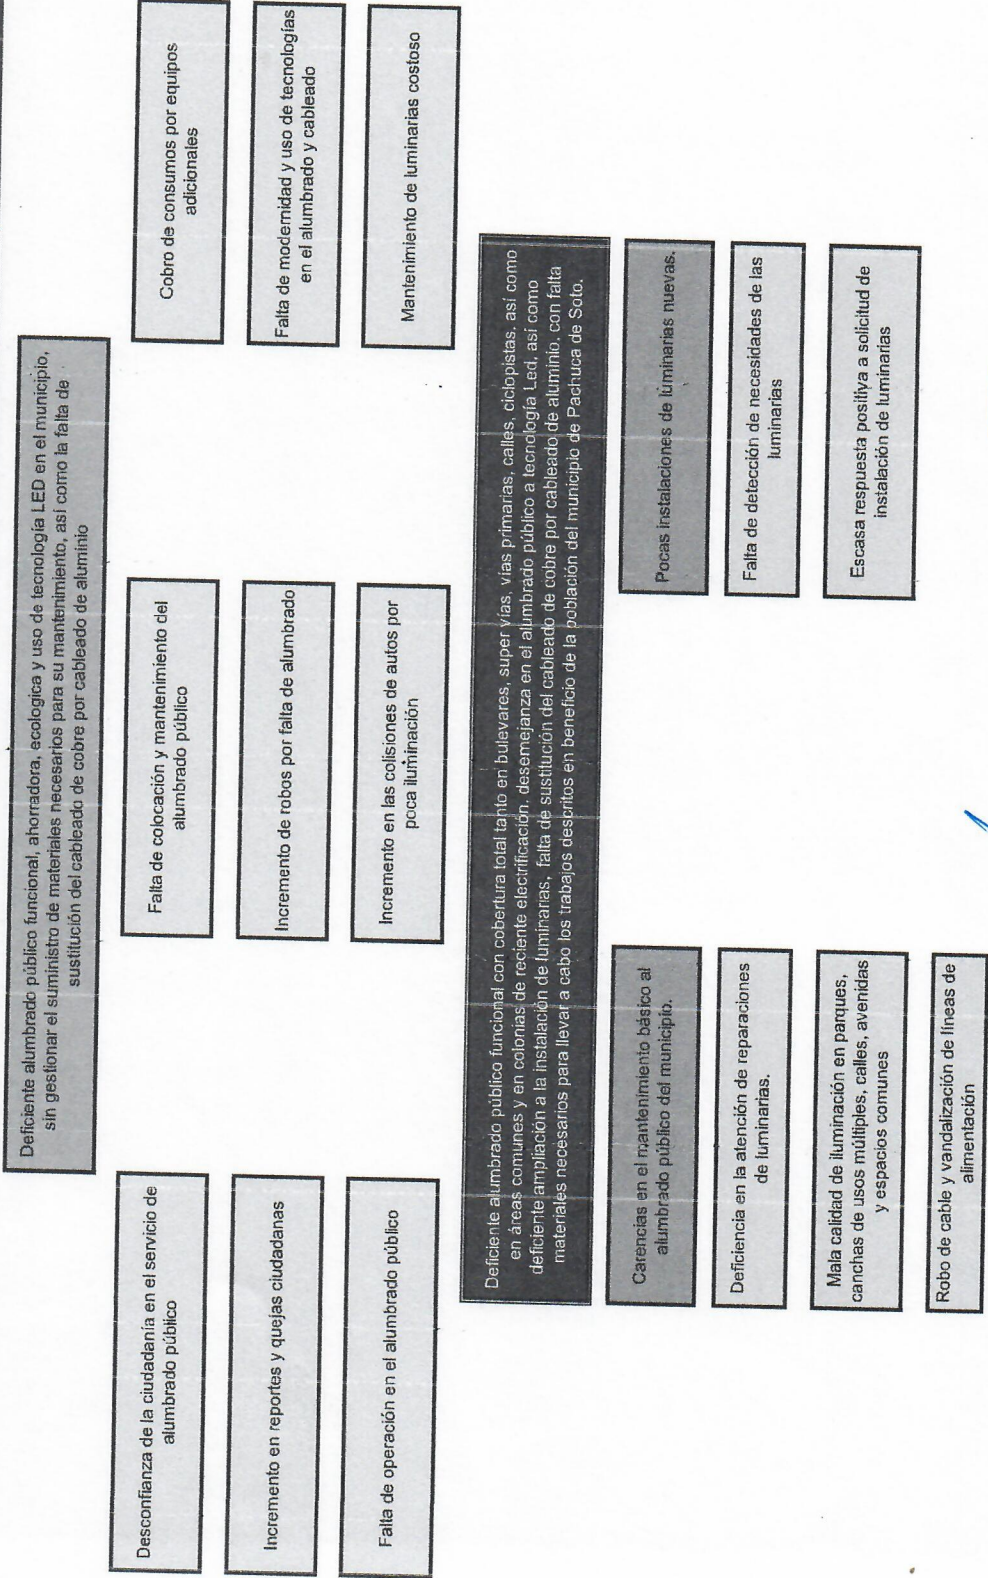 Deficiente alumbrado público funcional, ahorradora, ecologica y uso de tecnología LED en el municipio,
sin gestionar el suministro de materiales necesarios para su mantenimiento, así como la falta de
sustitución del cableado de cobre por cableado de aluminio
Desconfianza de la ciudadanía en el servicio de
alumbrado público
Falta de colocación y mantenimiento del
alumbrado público
Cobro de consumos por equipos
adicionales
Incremento en reportes y quejas ciudadanas
Incremento de robos por falta de alumbrado
Falta de modernidad y uso de tecnologías
en el alumbrado y cableado
Falta de operación en el alumbrado público
Incremento en las colisiones de autos por
poca iluminación
Mantenimiento de luminarias costoso
Deficiente alumbrado público funcional con cobertura total tanto en bulevares, super vías, vías primarias, calles, ciclopistas, así como
en áreas comunes y en colonias de reciente electrificación, desemejanza en el alumbrado público a tecnología Led, así como
deficiente ampliación a la instalación de luminarias, falta de sustitución del cableado de cobre por cableado de aluminio, con falta
materiales necesarios para llevar a cabo los trabajos descritos en beneficio de la población del municipio de Pachuca de Soto.
Carencias en el mantenimiento básico al
alumbrado público del municipio.
Pocas instalaciones de luminarias nuevas.
Deficiencia en la atención de reparaciones
de luminarias.
Falta de detección de necesidades de las
luminarias
Mala calidad de iluminación en parques,
canchas de usos múltiples, calles, avenidas
y espacios comunes
Escasa respuesta positiva a solicitud de
instalación de luminarias
Robo de cable y vandalización de líneas de
alimentación